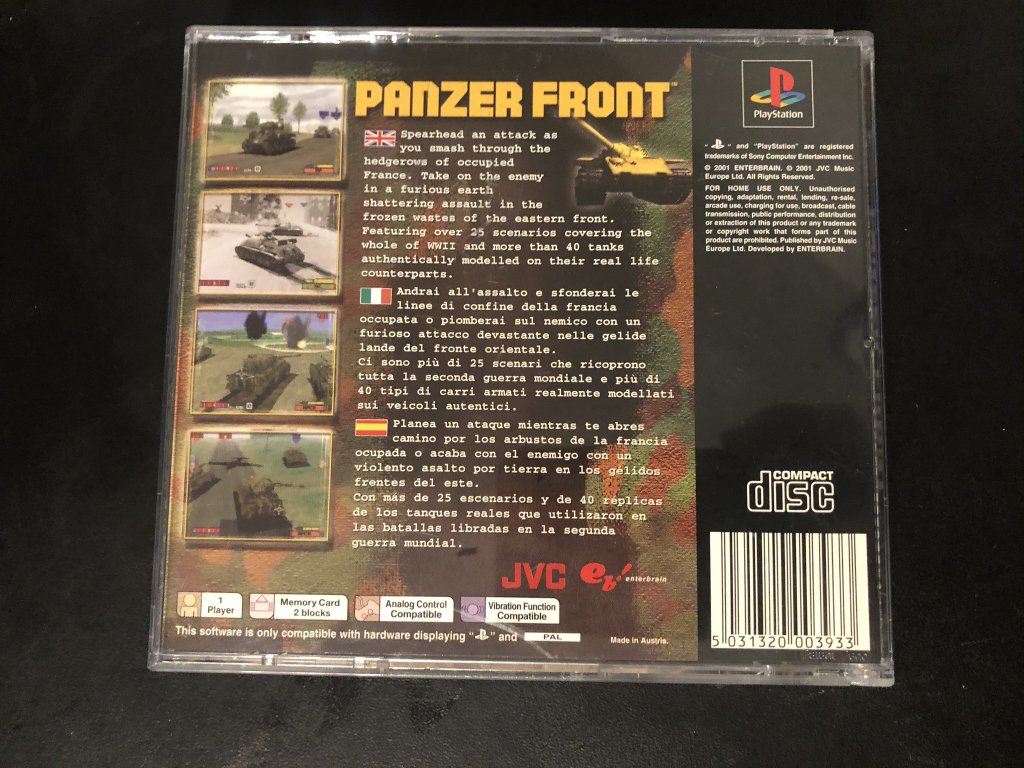 PANZER FRONT™
Spearhead an attack as
you smash through the
hedgerows of occupied
France. Take on the enemy
in a furious earth
shattering assault in the
frozen wastes of the eastern front.
Featuring over 25 scenarios covering the
whole of WWII and more than 40 tanks
authentically modelled on their real life
counterparts.
Andrai all'assalto e sfonderai le
linee di confine della francia
occupata o piomberai sul nemico con un
furioso attacco devastante nelle gelide
lande del fronte orientale.
Ci sono più di 25 scenari che ricoprono
tutta la seconda guerra mondiale e più di
40 tipi di carri armati realmente modellati
sui veicoli autentici.
Planea un ataque mientras te abres
camino por los arbustos de la francia
ocupada o acaba con el enemigo con un
violento asalto por tierra en los gélidos
frentes del este.
Con más de 25 escenarios y de 40 réplicas
de los tanques reales que utilizaron en
las batallas libradas en la segunda
guerra mundial.
JVC eb! enterbrain
1
Player
Memory Card
2 blocks
Analog Control
Compatible
Vibration Function
Compatible
This software is only compatible with hardware displaying " " and PAL
Made in Austria.
PlayStation
" " and "PlayStation" are registered
trademarks of Sony Computer Entertainment Inc.
© 2001 ENTERBRAIN. © 2001 JVC Music
Europe Ltd. All Rights Reserved.
FOR HOME USE ONLY. Unauthorised
copying, adaptation, rental, lending, re-sale,
arcade use, charging for use, broadcast, cable
transmission, public performance, distribution
or extraction of this product or any trademark
or copyright work that forms part of this
product are prohibited. Published by JVC Music
Europe Ltd. Developed by ENTERBRAIN.
COMPACT
disc
5 031320 003933